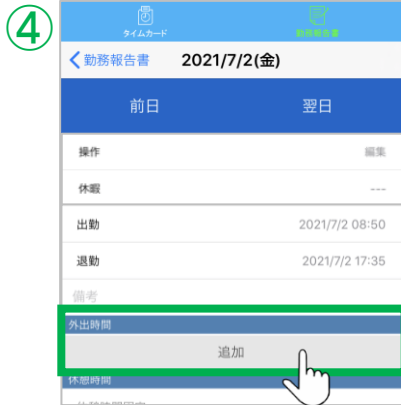 ④
タイムカード 勤務報告書
勤務報告書 2021/7/2(金)
前日 翌日
操作 編集
休暇 ---
出勤 2021/7/2 08:50
退勤 2021/7/2 17:35
備考
外出時間
追加
休憩時間